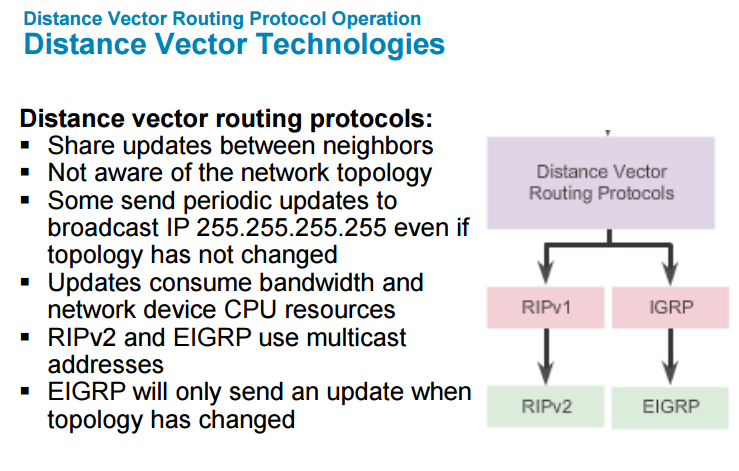 Distance Vector Routing Protocol Operation
Distance Vector Technologies
Distance vector routing protocols:
▪ Share updates between neighbors
▪ Not aware of the network topology
▪ Some send periodic updates to
broadcast IP 255.255.255.255 even if
topology has not changed
▪ Updates consume bandwidth and
network device CPU resources
▪ RIPv2 and EIGRP use multicast
addresses
▪ EIGRP will only send an update when
topology has changed
Distance Vector
Routing Protocols
RIPv1
IGRP
RIPv2
EIGRP